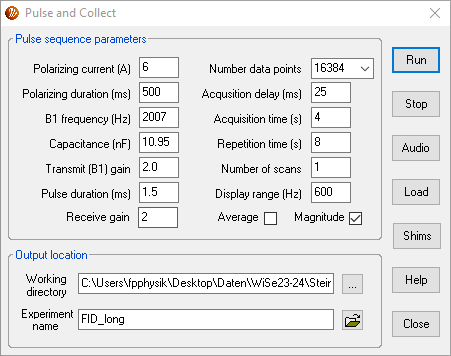 Pulse and Collect
Pulse sequence parameters
Polarizing current (A) 6 Number data points 16384 Run
Polarizing duration (ms) 500 Acqusition delay (ms) 25
B1 frequency (Hz) 2007 Acquisition time (s) 4 Stop
Capacitance (nF) 10.95 Repetition time (s) 8 Audio
Transmit (B1) gain 2.0 Number of scans 1
Pulse duration (ms) 1.5 Display range (Hz) 600 Load
Receive gain 2 Average Magnitude
Shims
Output location
Working
directory C:\Users\fpphysik\Desktop\Daten\WiSe23-24\Steir ... Help
Experiment
name FID_long Close